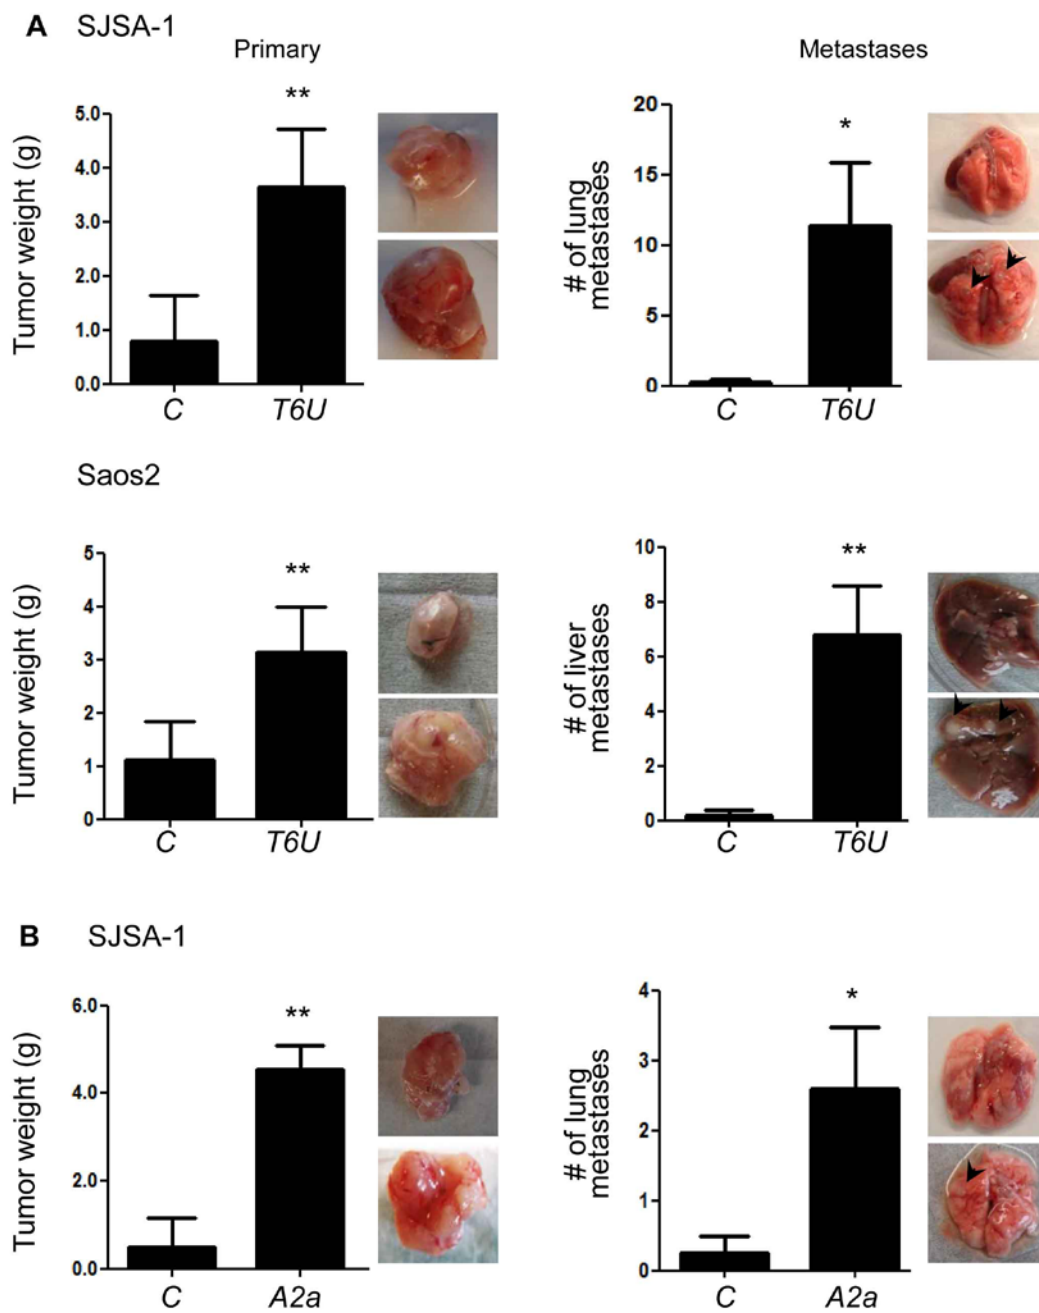 A SJSA-1
Primary
Metastases
Tumor weight (g)
5.0
4.0
3.0
2.0
1.0
0.0
**
C T6U
# of lung
metastases
20
15
10
5
0
*
C T6U
Saos2
Tumor weight (g)
5
4
3
2
1
0
**
C T6U
# of liver
metastases
10
8
6
4
2
0
**
C T6U
B SJSA-1
Tumor weight (g)
6.0
4.0
2.0
0.0
**
C A2a
# of lung
metastases
4
3
2
1
0
*
C A2a